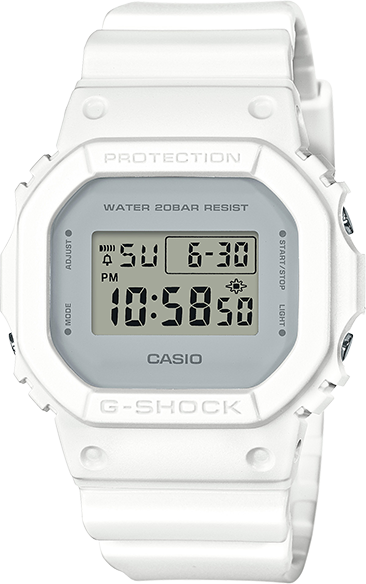 PROTECTION
WATER 20BAR RESIST
ADJUST
START/STOP
SU 6-30
PM
10:58 50
MODE
LIGHT
CASIO
G-SHOCK